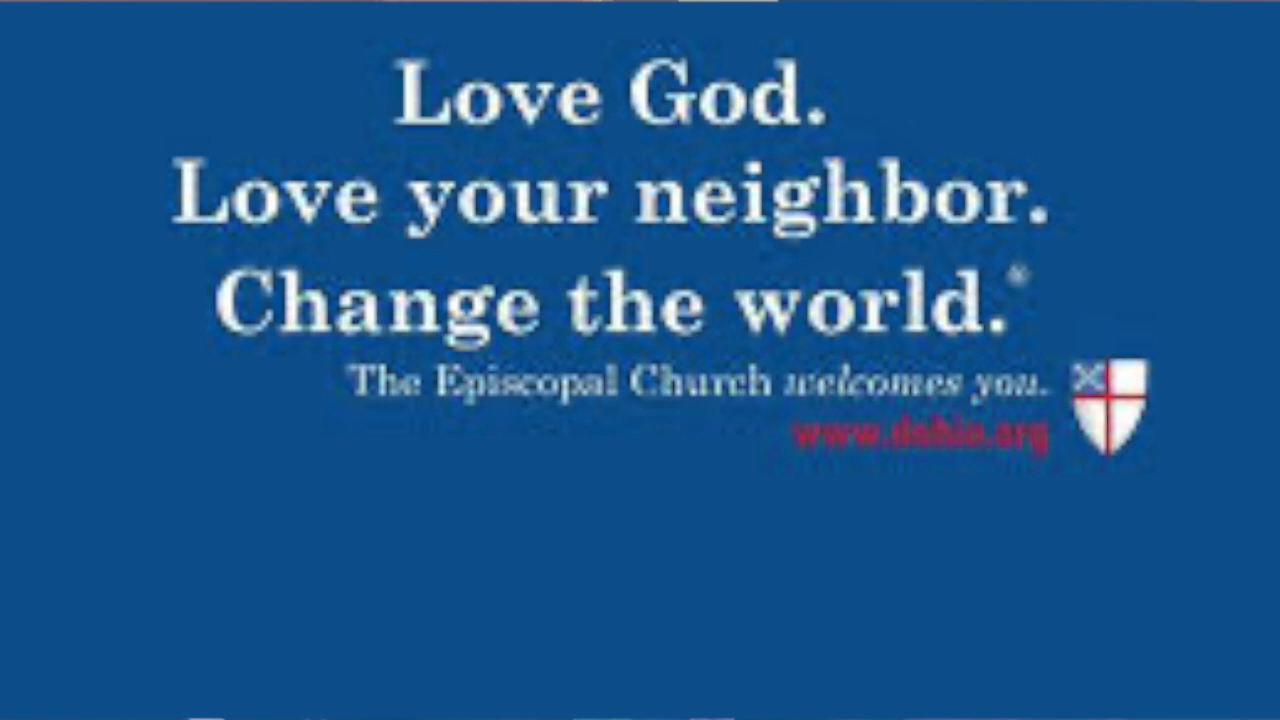 Love God.
Love your neighbor.
Change the world.®
The Episcopal Church welcomes you.
www.dohio.org